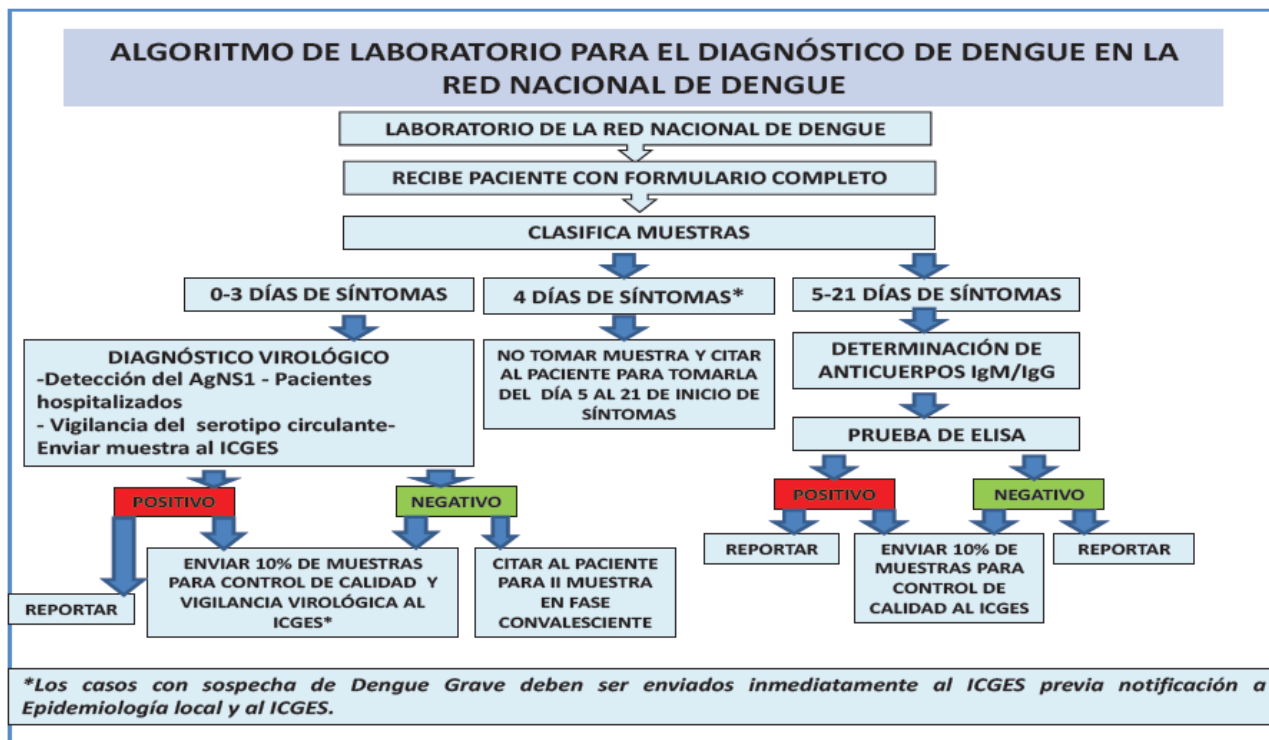 ALGORITMO DE LABORATORIO PARA EL DIAGNÓSTICO DE DENGUE EN LA
RED NACIONAL DE DENGUE
LABORATORIO DE LA RED NACIONAL DE DENGUE
RECIBE PACIENTE CON FORMULARIO COMPLETO
CLASIFICA MUESTRAS
0-3 DÍAS DE SÍNTOMAS
DIAGNÓSTICO VIROLÓGICO
-Detección del AgNS1 - Pacientes
hospitalizados
- Vigilancia del serotipo circulante-
Enviar muestra al ICGES
POSITIVO
NEGATIVO
REPORTAR
ENVIAR 10% DE MUESTRAS
PARA CONTROL DE CALIDAD Y
VIGILANCIA VIROLÓGICA AL
ICGES*
CITAR AL PACIENTE
PARA II MUESTRA
EN FASE
CONVALESCIENTE
4 DÍAS DE SÍNTOMAS*
NO TOMAR MUESTRA Y CITAR
AL PACIENTE PARA TOMARLA
DEL DÍA 5 AL 21 DE INICIO DE
SÍNTOMAS
5-21 DÍAS DE SÍNTOMAS
DETERMINACIÓN DE
ANTICUERPOS IgM/IgG
PRUEBA DE ELISA
POSITIVO
NEGATIVO
REPORTAR
ENVIAR 10% DE
MUESTRAS PARA
CONTROL DE
CALIDAD AL ICGES
REPORTAR
*Los casos con sospecha de Dengue Grave deben ser enviados inmediatamente al ICGES previa notificación a
Epidemiología local y al ICGES.